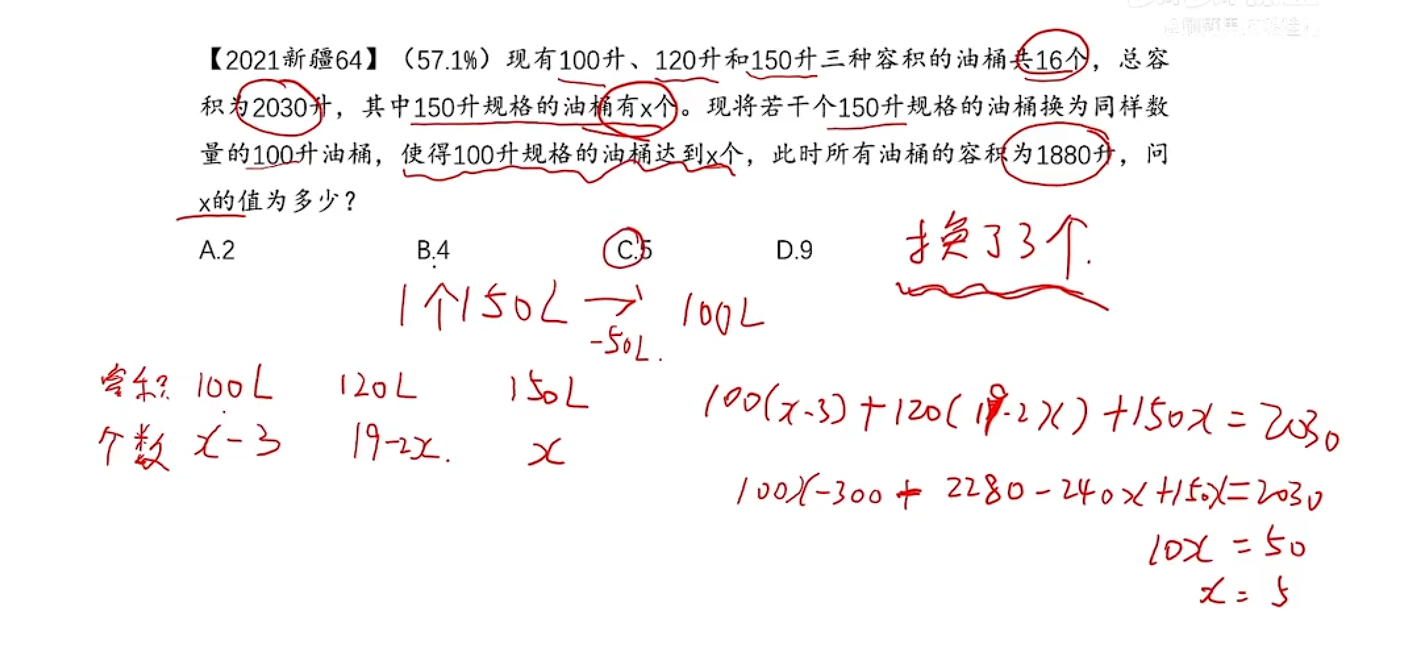 【2021新疆64】（57.1%）现有100升、120升和150升三种容积的油桶共16个，总容
积为2030升，其中150升规格的油桶有x个。现将若干个150升规格的油桶换为同样数
量的100升油桶，使得100升规格的油桶达到x个，此时所有油桶的容积为1880升，问
x的值为多少？
A.2 B.4 C.5 D.9
换了3个.
1个150L → 100L
-50L.
容积 100L 120L 150L
个数 x-3 19-2x. x
100(x-3)+120(19-2x)+150x=2030
100x-300+2280-240x+150x=2030
10x=50
x=5